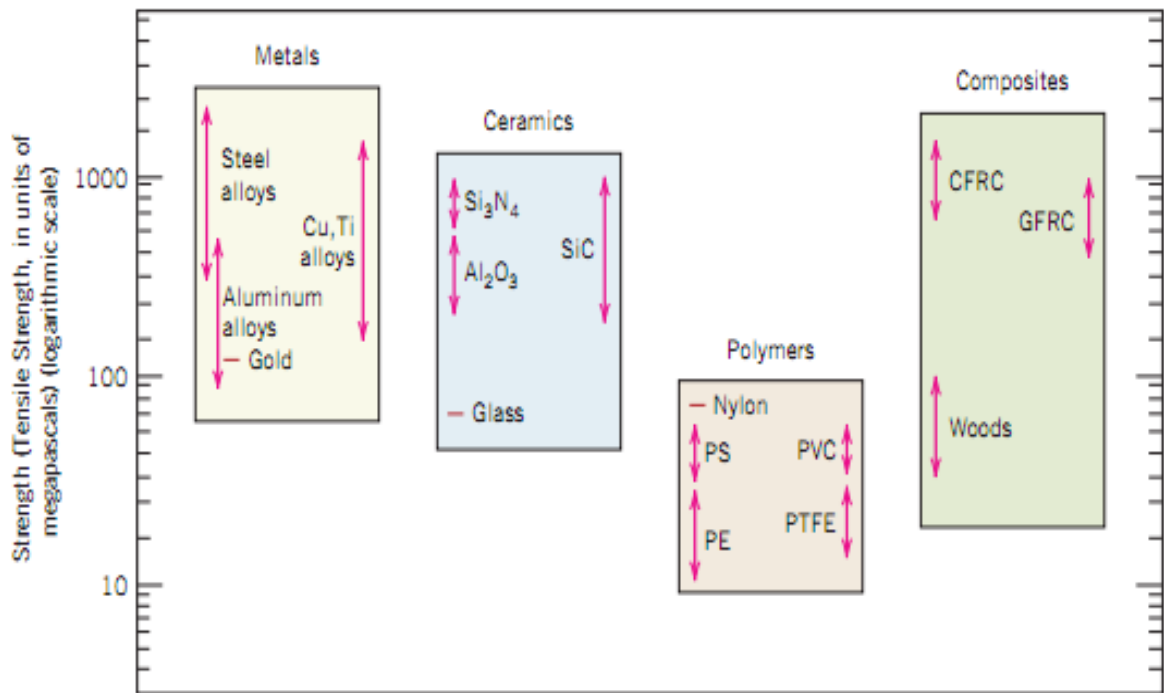 Strength (Tensile Strength, in units of
megapascals) (logarithmic scale)
1000
100
10
Metals
Steel
alloys
Cu,Ti
alloys
Aluminum
alloys
Gold
Ceramics
Si₃N₄
Al₂O₃
SiC
Glass
Polymers
Nylon
PS
PVC
PE
PTFE
Composites
CFRC
GFRC
Woods